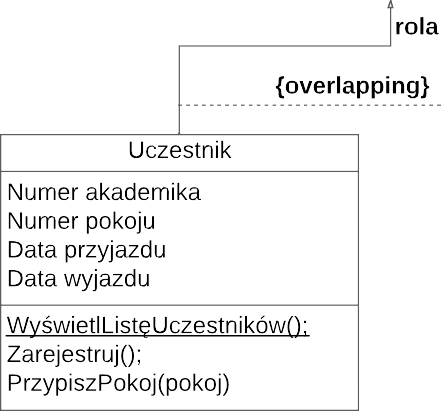 rola
{overlapping}
Uczestnik
Numer akademika
Numer pokoju
Data przyjazdu
Data wyjazdu
WyświetlListęUczestników();
Zarejestruj();
PrzypiszPokoj(pokoj)